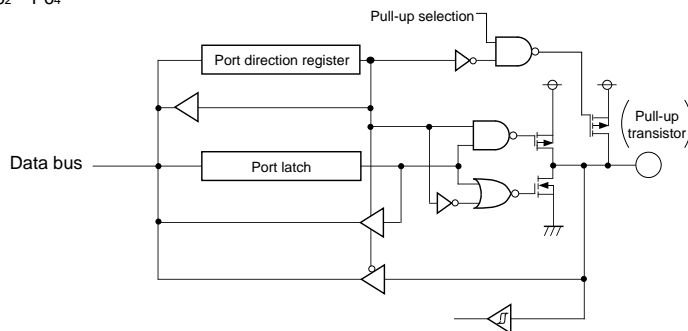 Pull-up selection
Port direction register
Pull-up
transistor
Data bus
Port latch